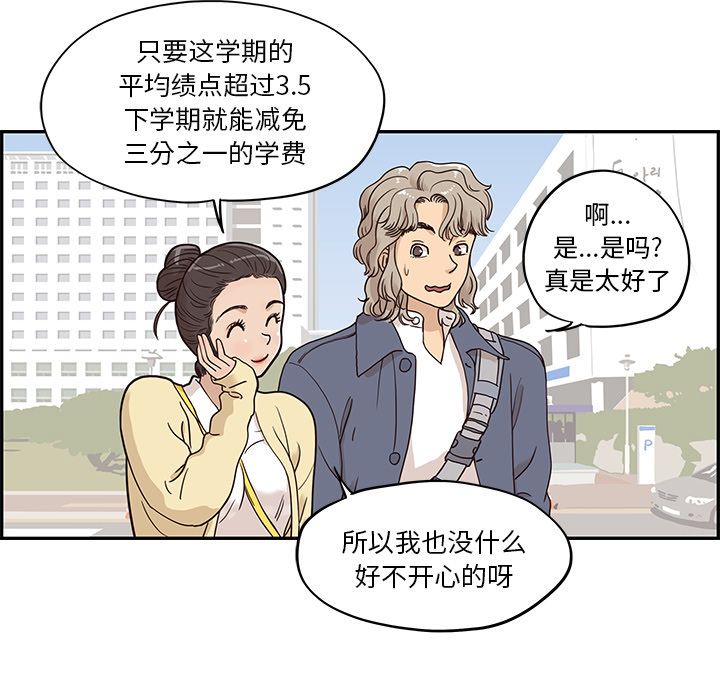 只要这学期的
平均绩点超过3.5
下学期就能减免
三分之一的学费
啊...
是...是吗?
真是太好了
P
所以我也没什么
好不开心的呀